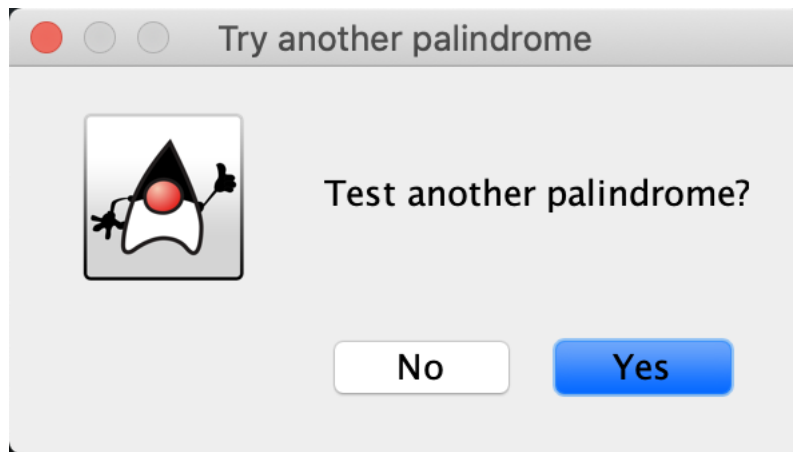 Try another palindrome
Test another palindrome?
No
Yes